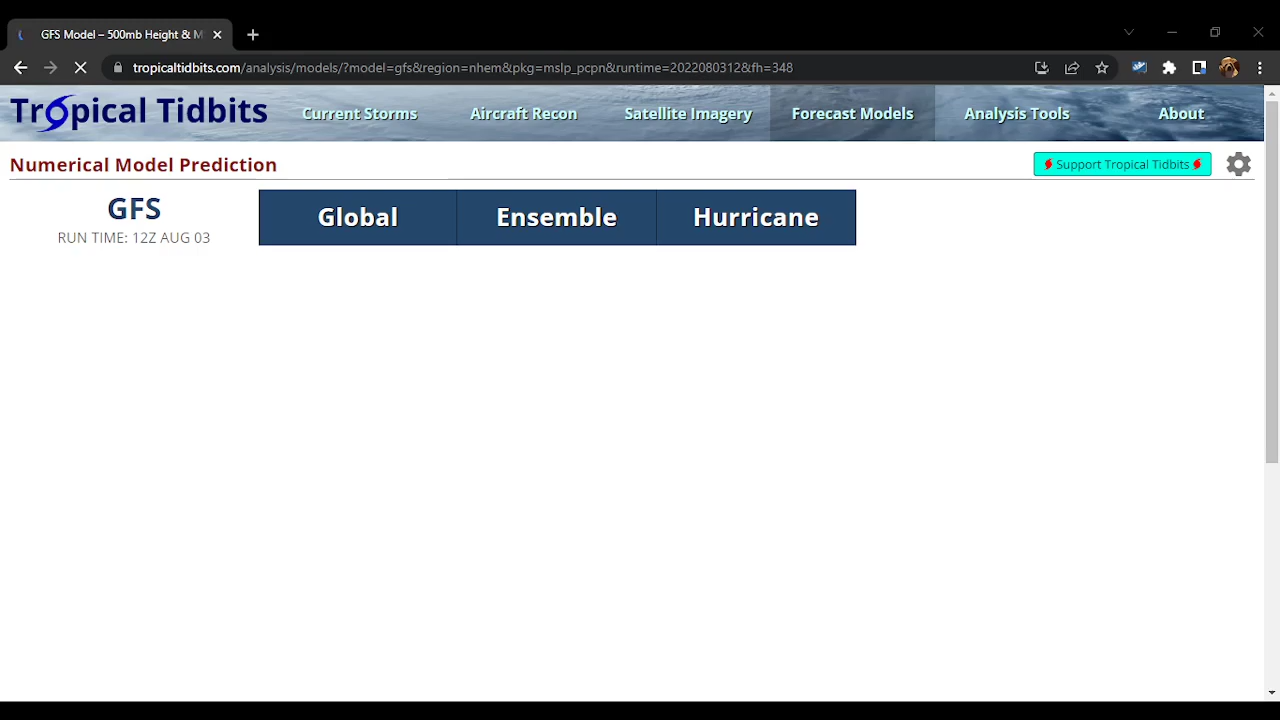 GFS Model – 500mb Height & M
tropicaltidbits.com/analysis/models/?model=gfs&region=nhem&pkg=mslp_pcpn&runtime=2022080312&fh=348
Tropical Tidbits
Current Storms
Aircraft Recon
Satellite Imagery
Forecast Models
Analysis Tools
About
Numerical Model Prediction
Support Tropical Tidbits
GFS
RUN TIME: 12Z AUG 03
Global
Ensemble
Hurricane